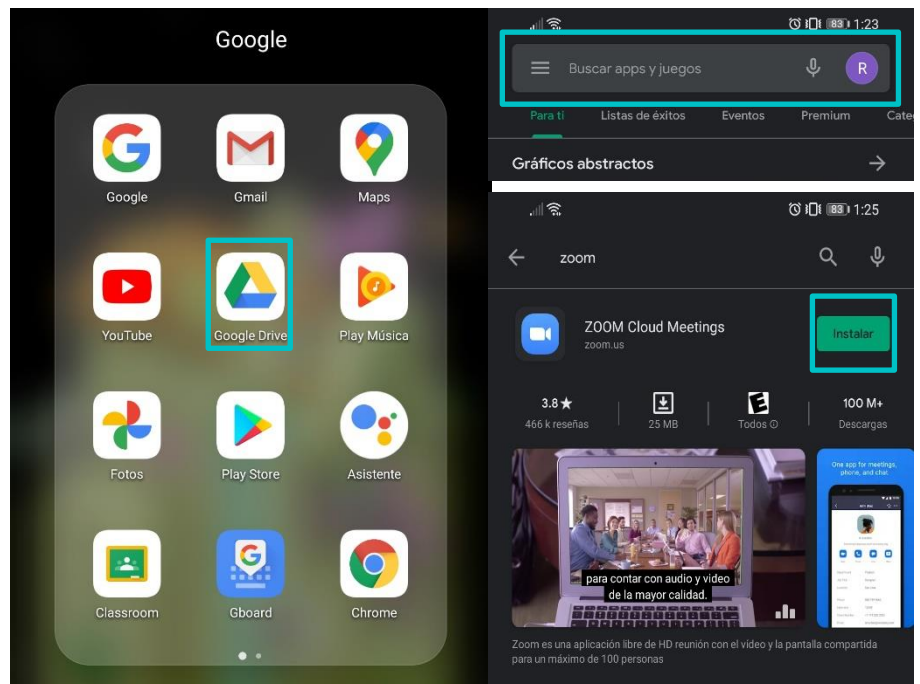 Google
Google
Gmail
Maps
YouTube
Google Drive
Play Música
Fotos
Play Store
Asistente
Classroom
Gboard
Chrome
83 1:23
Buscar apps y juegos
R
Para ti
Listas de éxitos
Eventos
Premium
Cate
Gráficos abstractos
83 1:25
zoom
ZOOM Cloud Meetings
zoom.us
Instalar
3.8★
466 k reseñas
25 MB
E
Todos
100 M+
Descargas
para contar con audio y video
de la mayor calidad.
One app for meetings,
phone, and chat.
Zoom es una aplicación libre de HD reunión con el vídeo y la pantalla compartida
para un máximo de 100 personas